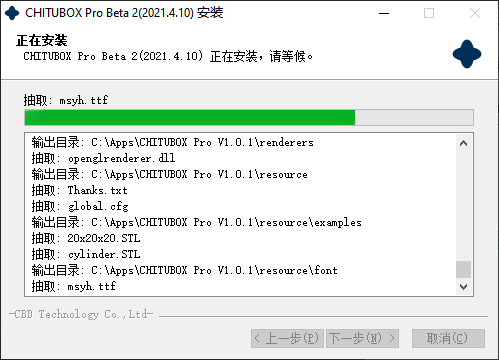 CHITUBOX Pro Beta 2(2021.4.10) 安装
正在安装
CHITUBOX Pro Beta 2(2021.4.10) 正在安装，请等候。
抽取: msyh.ttf
输出目录: C:\Apps\CHITUBOX Pro V1.0.1\renderers
抽取: openglrenderer.dll
输出目录: C:\Apps\CHITUBOX Pro V1.0.1\resource
抽取: Thanks.txt
抽取: global.cfg
输出目录: C:\Apps\CHITUBOX Pro V1.0.1\resource\examples
抽取: 20x20x20.STL
抽取: cylinder.STL
输出目录: C:\Apps\CHITUBOX Pro V1.0.1\resource\font
抽取: msyh.ttf
-CBD Technology Co.,Ltd-
< 上一步(P) 下一步(N) > 取消(C)